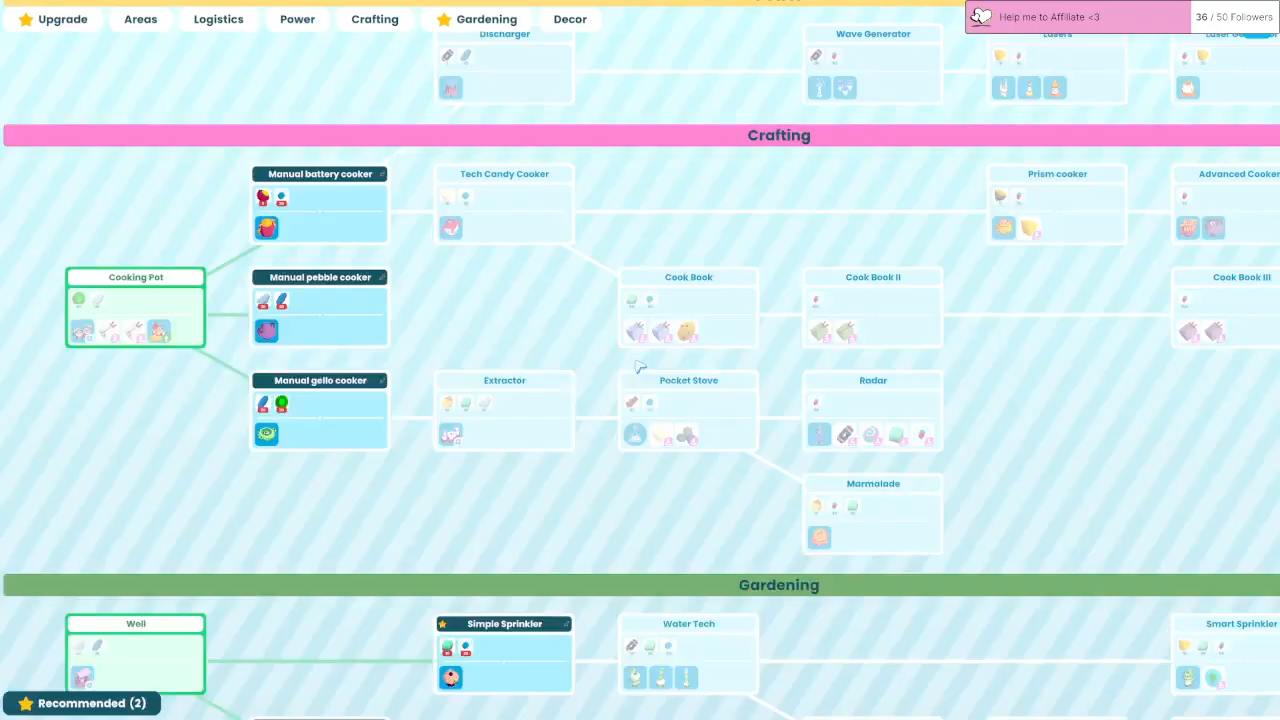 Upgrade Areas Logistics Power Crafting Gardening Decor
Help me to Affiliate <3 36 / 50 Followers
Discharger Wave Generator Lasers
Crafting
Manual battery cooker Tech Candy Cooker Prism cooker Advanced Cooker
Cooking Pot Manual pebble cooker Cook Book Cook Book II Cook Book III
Manual gello cooker Extractor Pocket Stove Radar
Marmalade
Gardening
Well Simple Sprinkler Water Tech Smart Sprinkler
Recommended (2)